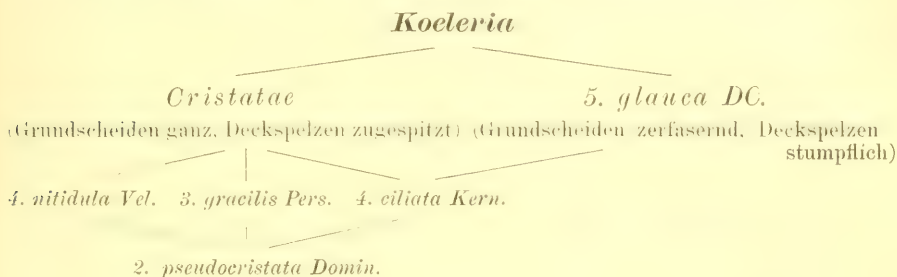 Koeleria
Cristatae 5. glauca DC.
(Grundscheiden ganz, Deckspelzen zugespitzt) (Grundscheiden zerfasernd, Deckspelzen
stumpflich)
4. nitidula Vel. 3. gracilis Pers. 4. ciliata Kern.
2. pseudocristata Domin.